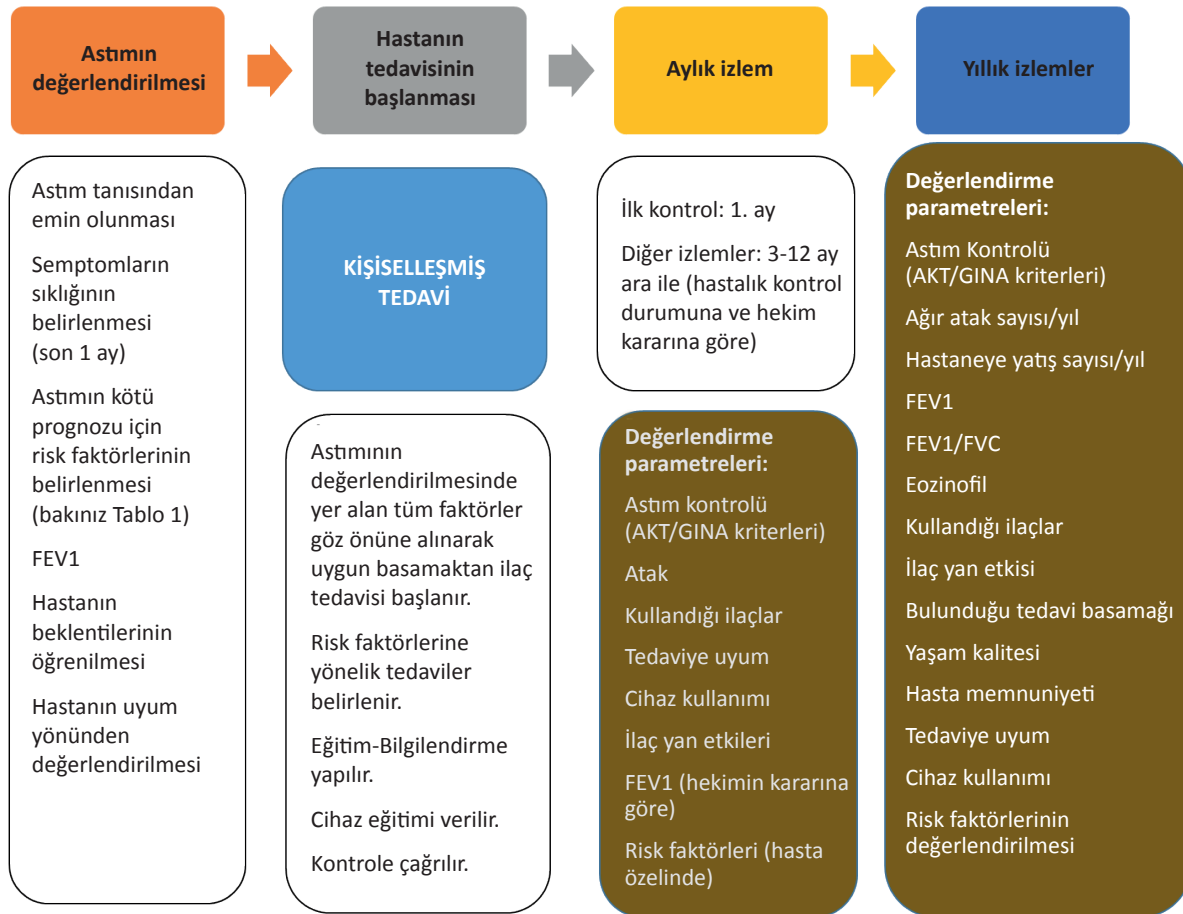 Astımın
değerlendirilmesi
Hastanın
tedavisinin
başlanması
Aylık izlem
Yıllık izlemler
Astım tanısından
emin olunması
Semptomların
sıklığının
belirlenmesi
(son 1 ay)
Astımın kötü
prognozu için
risk faktörlerinin
belirlenmesi
(bakınız Tablo 1)
FEV1
Hastanın
beklentilerinin
öğrenilmesi
Hastanın uyum
yönünden
değerlendirilmesi
KİŞİSELLEŞMİŞ
TEDAVİ
Astımının
değerlendirilmesinde
yer alan tüm faktörler
göz önüne alınarak
uygun basamaktan ilaç
tedavisi başlanır.
Risk faktörlerine
yönelik tedaviler
belirlenir.
Eğitim-Bilgilendirme
yapılır.
Cihaz eğitimi verilir.
Kontrole çağrılır.
İlk kontrol: 1. ay
Diğer izlemler: 3-12 ay
ara ile (hastalık kontrol
durumuna ve hekim
kararına göre)
Değerlendirme
parametreleri:
Astım kontrolü
(AKT/GINA kriterleri)
Atak
Kullandığı ilaçlar
Tedaviye uyum
Cihaz kullanımı
İlaç yan etkileri
FEV1 (hekimin kararına
göre)
Risk faktörleri (hasta
özelinde)
Değerlendirme
parametreleri:
Astım Kontrolü
(AKT/GINA kriterleri)
Ağır atak sayısı/yıl
Hastaneye yatış sayısı/yıl
FEV1
FEV1/FVC
Eozinofil
Kullandığı ilaçlar
İlaç yan etkisi
Bulunduğu tedavi basamağı
Yaşam kalitesi
Hasta memnuniyeti
Tedaviye uyum
Cihaz kullanımı
Risk faktörlerinin
değerlendirilmesi